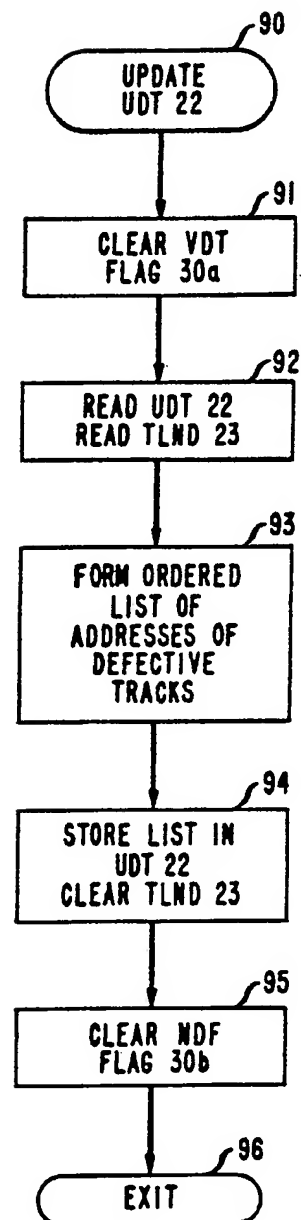 90
UPDATE
UDT 22
91
CLEAR VDT
FLAG 30a
92
READ UDT 22
READ TLND 23
93
FORM ORDERED
LIST OF
ADDRESSES OF
DEFECTIVE
TRACKS
94
STORE LIST IN
UDT 22
CLEAR TLND 23
95
CLEAR NDF
FLAG 30b
96
EXIT